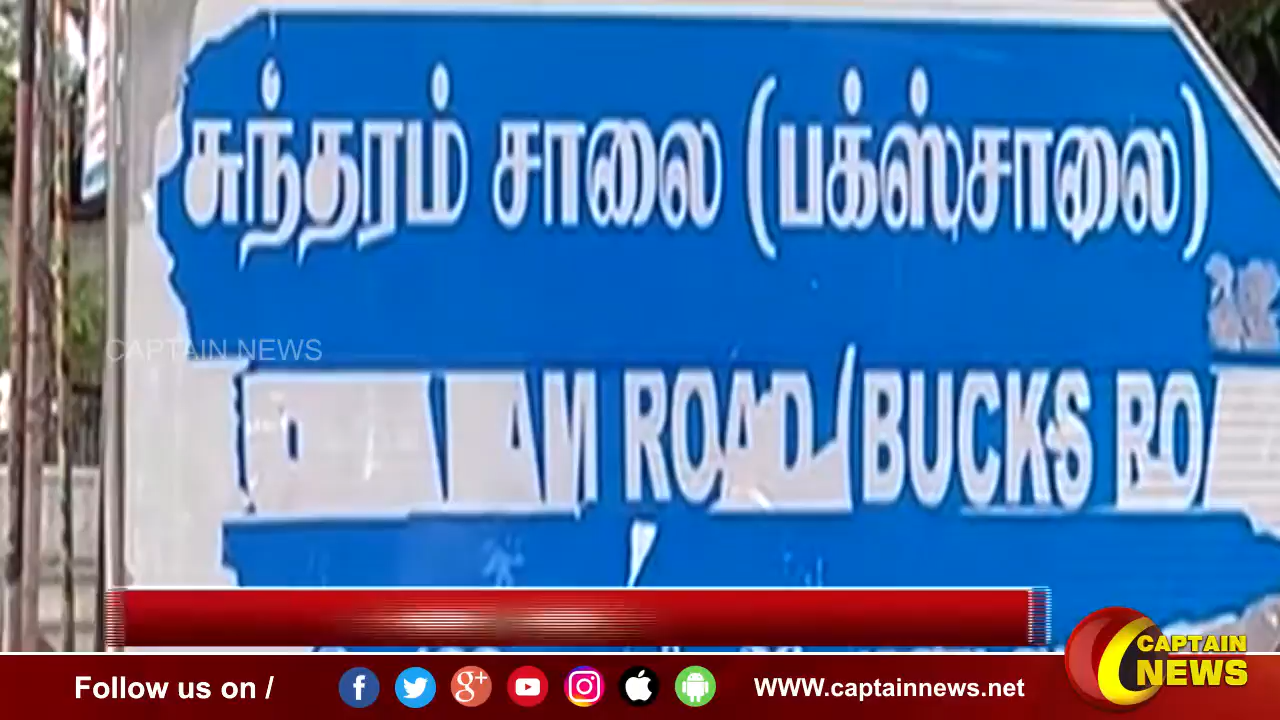 சுந்தரம் சாலை (பக்ஸ்சாலை)
CAPTAIN NEWS
AM ROAD (BUCKS RO
Follow us on / WWW.captainnews.net
CAPTAIN
NEWS